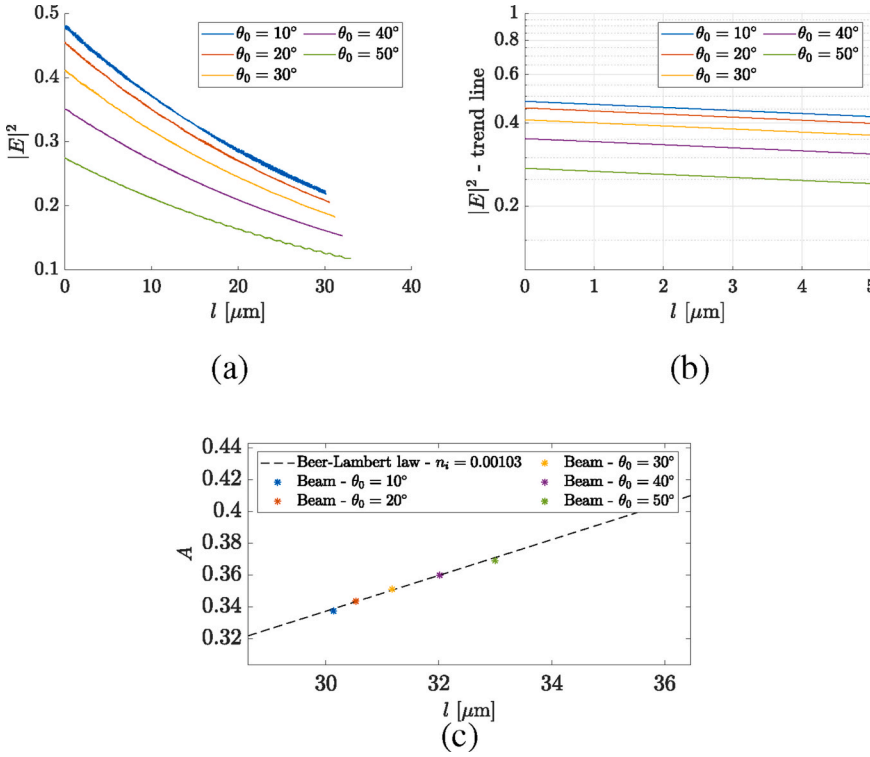 0.5
0.4
0.3
0.2
0.1
|E|²
θ₀ = 10° θ₀ = 40°
θ₀ = 20° θ₀ = 50°
θ₀ = 30°
0 10 20 30 40
l [μm]
(a)
1
0.8
0.6
0.4
0.2
|E|² - trend line
θ₀ = 10° θ₀ = 40°
θ₀ = 20° θ₀ = 50°
θ₀ = 30°
0 1 2 3 4 5
l [μm]
(b)
0.44
0.42
0.4
0.38
0.36
0.34
0.32
A
Beer-Lambert law - nᵢ = 0.00103 Beam - θ₀ = 30°
Beam - θ₀ = 10° Beam - θ₀ = 40°
Beam - θ₀ = 20° Beam - θ₀ = 50°
30 32 34 36
l [μm]
(c)